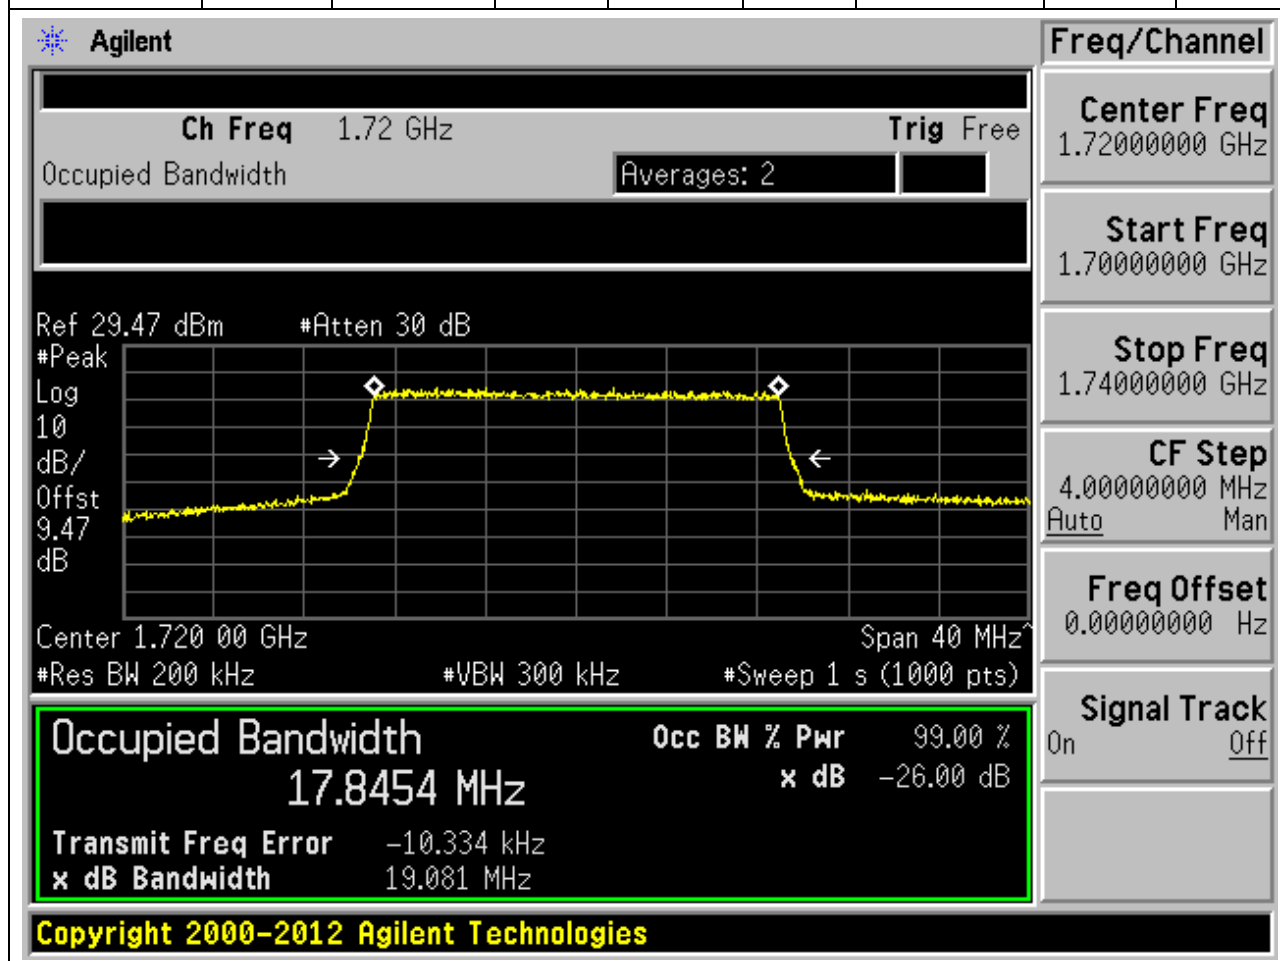 Agilent
Freq/Channel
Ch Freq 1.72 GHz Trig Free
Occupied Bandwidth Averages: 2
Center Freq
1.72000000 GHz
Start Freq
1.70000000 GHz
Stop Freq
1.74000000 GHz
CF Step
4.00000000 MHz
Auto Man
Freq Offset
0.00000000 Hz
Signal Track
On Off
Ref 29.47 dBm #Atten 30 dB
#Peak
Log
10
dB/
Offst
9.47
dB
Center 1.720 00 GHz Span 40 MHz^
#Res BW 200 kHz #VBW 300 kHz #Sweep 1 s (1000 pts)
Occupied Bandwidth Occ BW % Pwr 99.00 %
17.8454 MHz x dB -26.00 dB
Transmit Freq Error -10.334 kHz
x dB Bandwidth 19.081 MHz
Copyright 2000-2012 Agilent Technologies